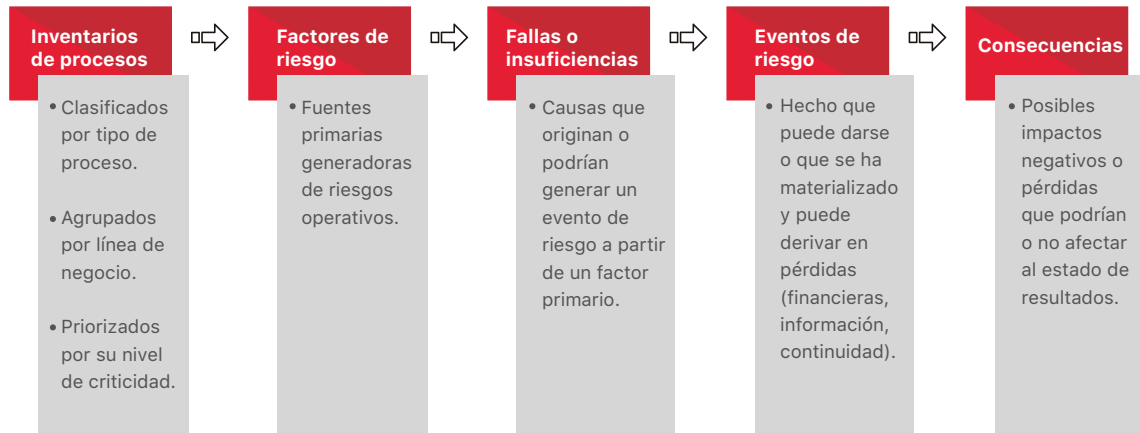 Inventarios
de procesos
• Clasificados
por tipo de
proceso.
• Agrupados
por línea de
negocio.
• Priorizados
por su nivel
de criticidad.
Factores de
riesgo
• Fuentes
primarias
generadoras
de riesgos
operativos.
Fallas o
insuficiencias
• Causas que
originan o
podrían
generar un
evento de
riesgo a partir
de un factor
primario.
Eventos de
riesgo
• Hecho que
puede darse
o que se ha
materializado
y puede
derivar en
pérdidas
(financieras,
información,
continuidad).
Consecuencias
• Posibles
impactos
negativos o
pérdidas
que podrían
o no afectar
al estado de
resultados.